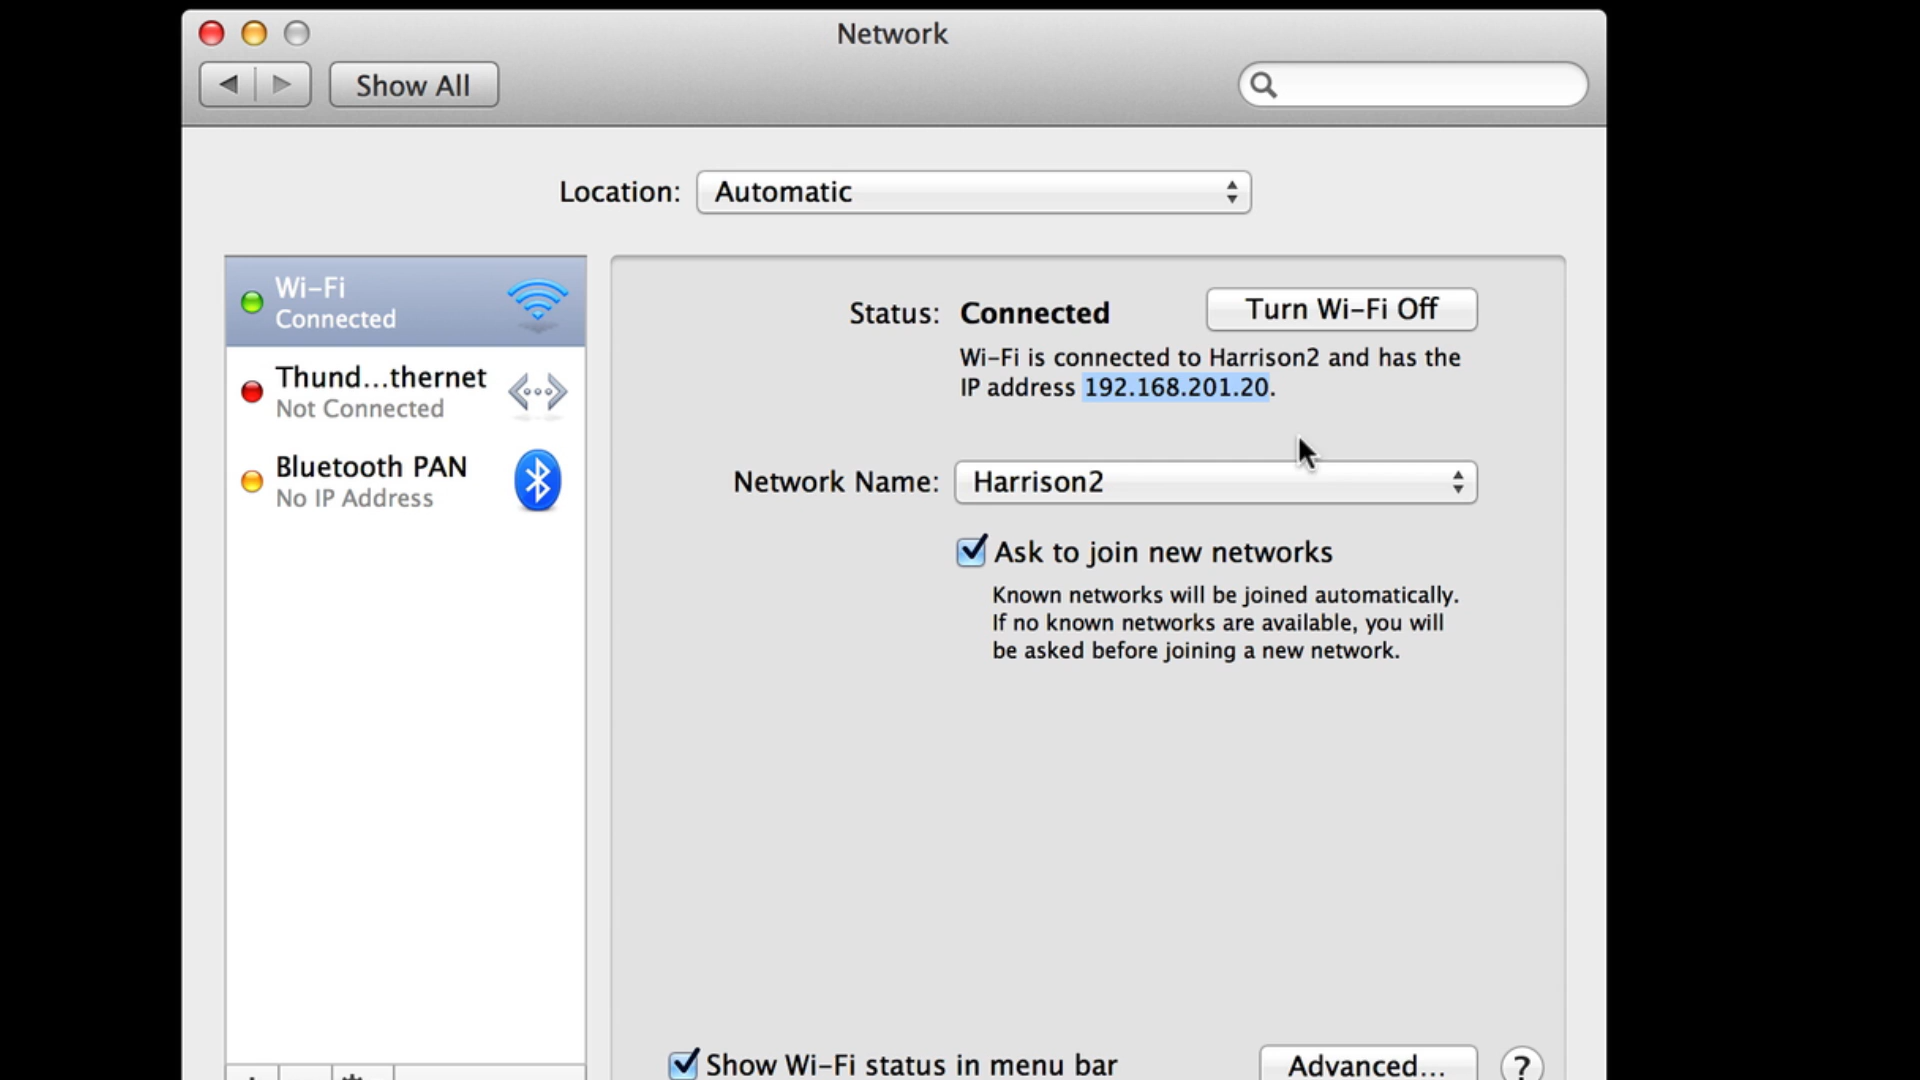 Network
Show All
Location: Automatic
Wi-Fi
Connected
Thund...thernet
Not Connected
Bluetooth PAN
No IP Address
Status: Connected
Turn Wi-Fi Off
Wi-Fi is connected to Harrison2 and has the
IP address 192.168.201.20.
Network Name: Harrison2
Ask to join new networks
Known networks will be joined automatically.
If no known networks are available, you will
be asked before joining a new network.
Show Wi-Fi status in menu bar
Advanced...
?